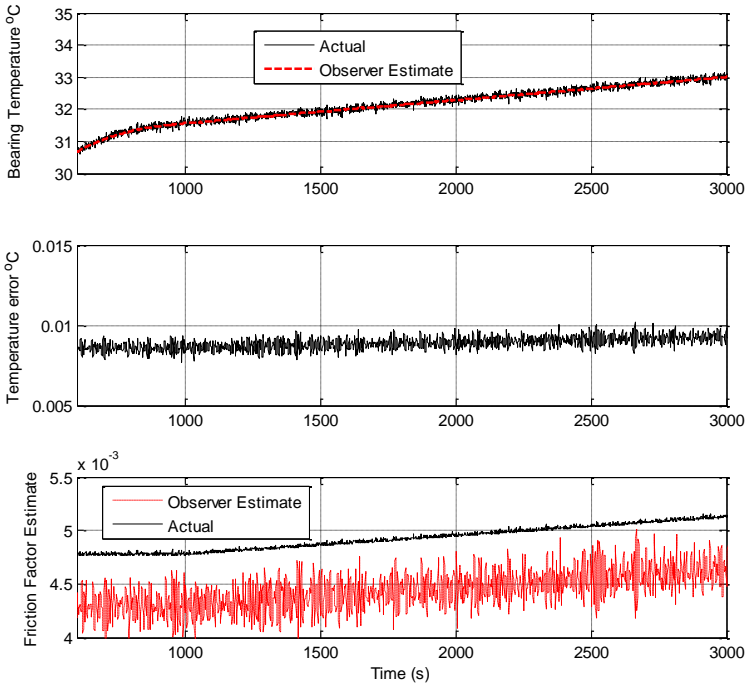 Bearing Temperature ºC
35
34
33
32
31
30
Actual
Observer Estimate
1000 1500 2000 2500 3000
Temperature error ºC
0.015
0.01
0.005
1000 1500 2000 2500 3000
Friction Factor Estimate
x 10-3
5.5
5
4.5
4
Observer Estimate
Actual
1000 1500 2000 2500 3000
Time (s)